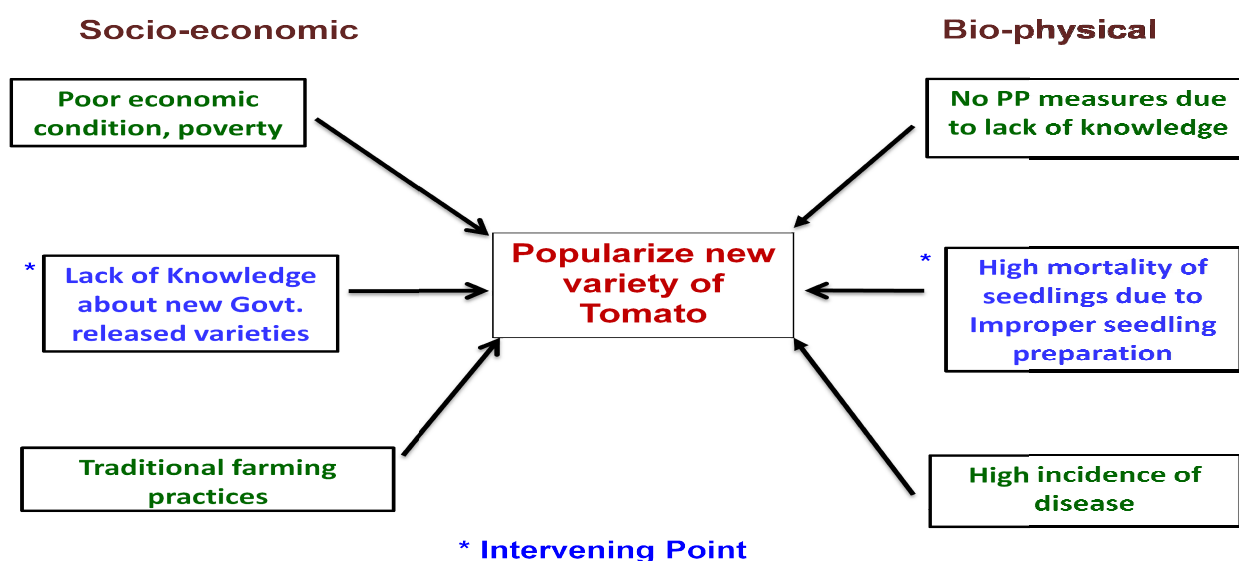 Socio-economic
Bio-physical
Poor economic
condition, poverty
No PP measures due
to lack of knowledge
Popularize new
variety of
Tomato
* Lack of Knowledge
about new Govt.
released varieties
* High mortality of
seedlings due to
Improper seedling
preparation
Traditional farming
practices
High incidence of
disease
* Intervening Point